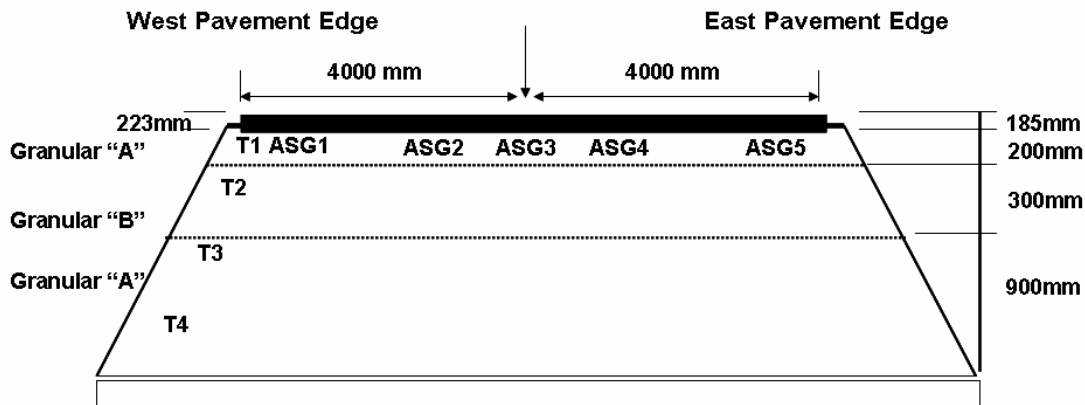 West Pavement Edge East Pavement Edge
4000 mm 4000 mm
223mm 185mm
Granular “A” T1 ASG1 ASG2 ASG3 ASG4 ASG5 200mm
T2
300mm
Granular “B”
T3
Granular “A” 900mm
T4